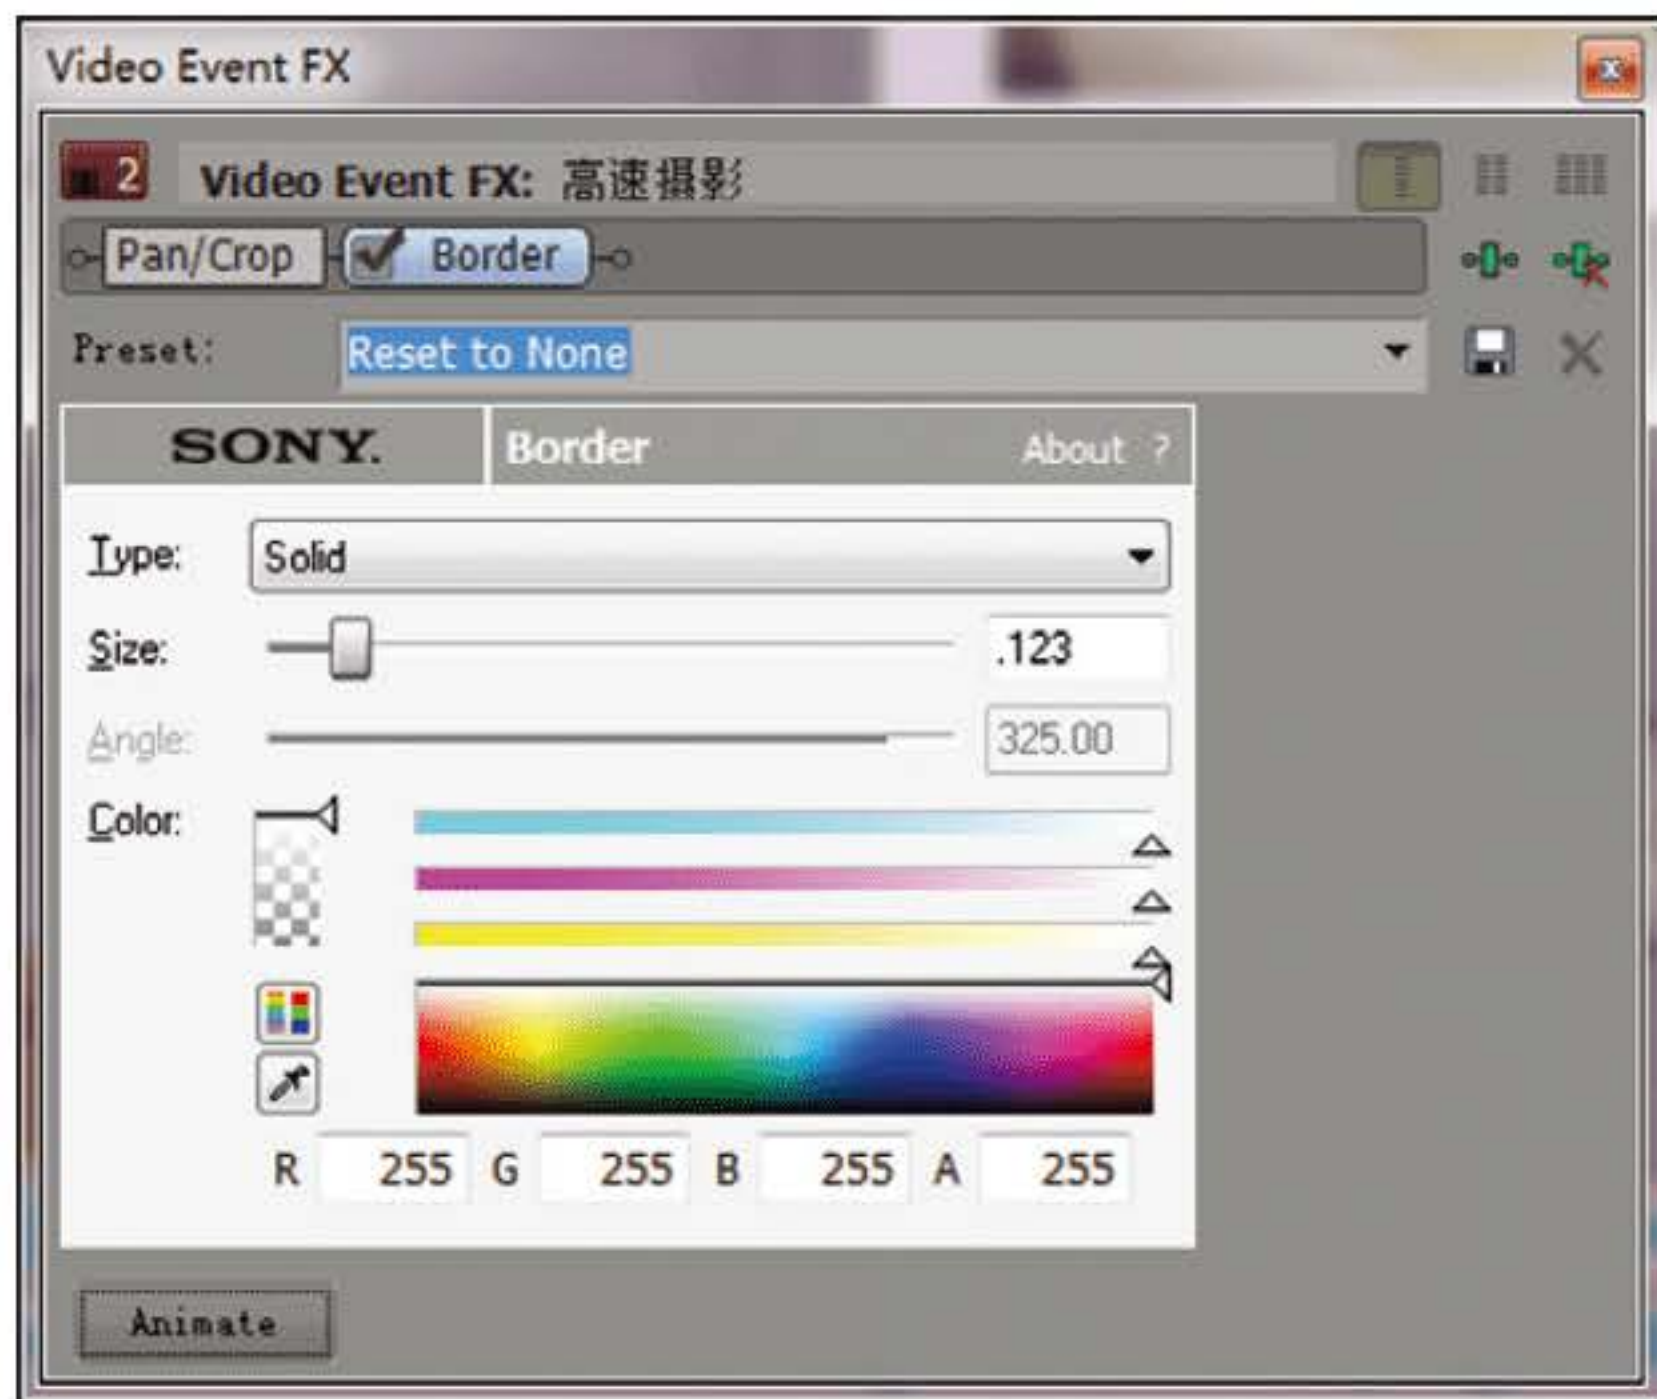 Video Event FX
2 Video Event FX: 高速摄影
Pan/Crop Border
Preset: Reset to None
SONY. Border About ?
Type: Solid
Size: .123
Angle: 325.00
Color:
R 255 G 255 B 255 A 255
Animate